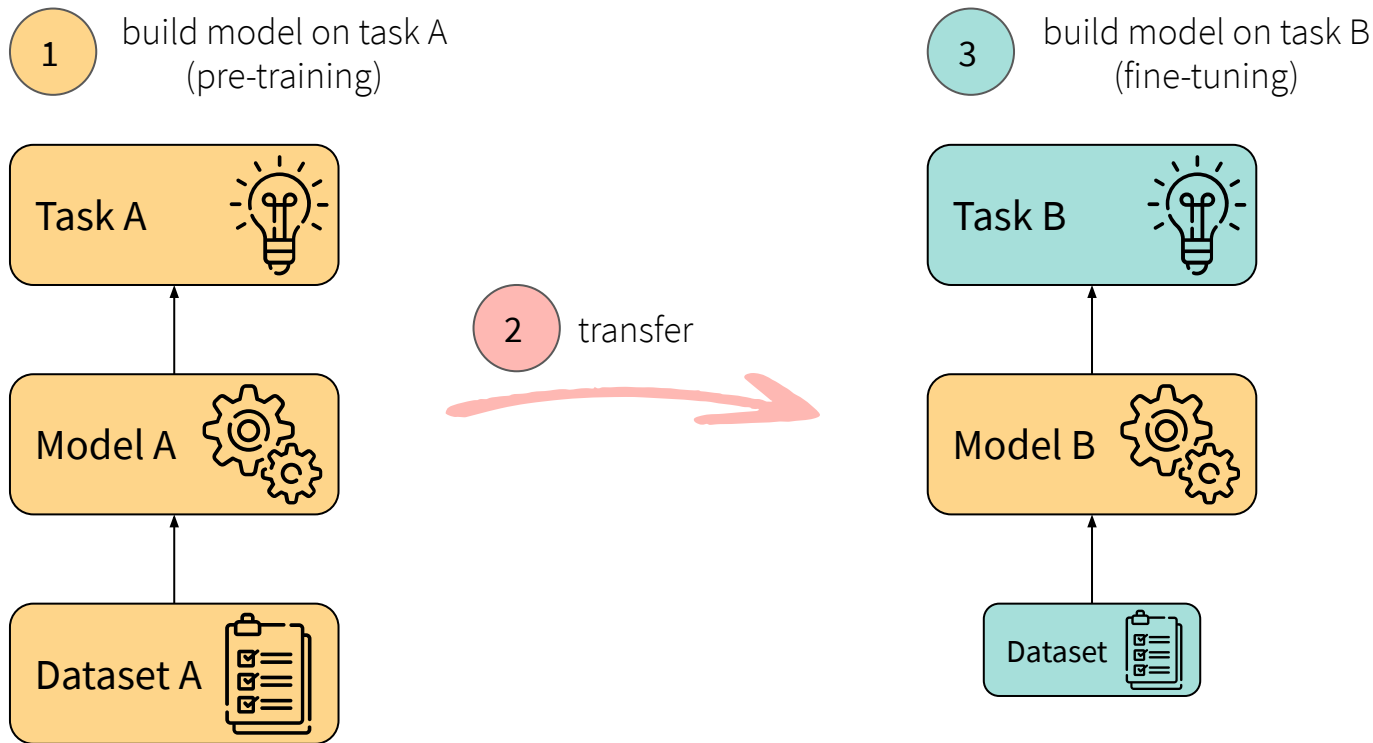 1
build model on task A
(pre-training)
Task A
Model A
Dataset A
2
transfer
3
build model on task B
(fine-tuning)
Task B
Model B
Dataset